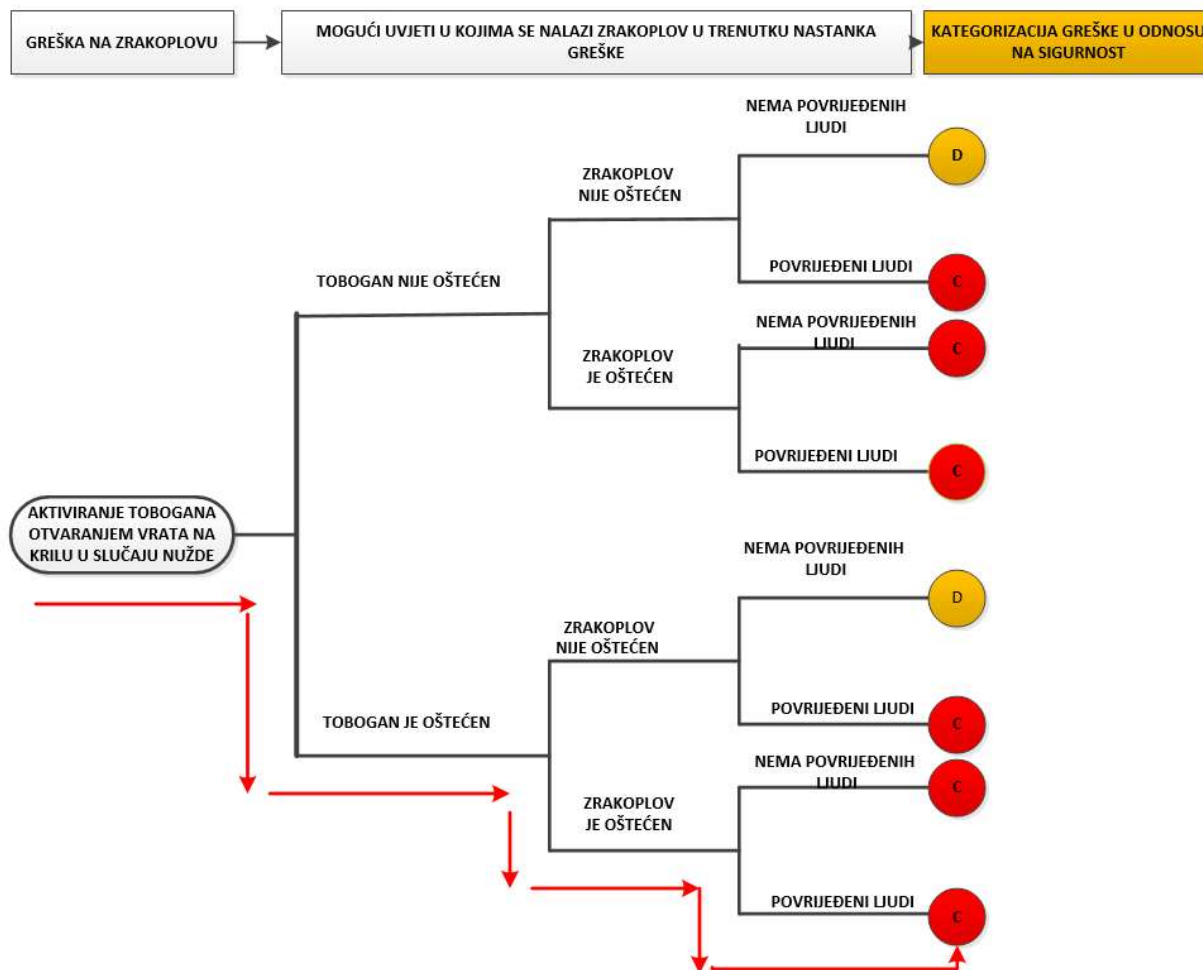 GREŠKA NA ZRAKOPLOVU
MOGUĆI UVJETI U KOJIMA SE NALAZI ZRAKOPLOV U TRENUTKU NASTANKA
GREŠKE
KATEGORIZACIJA GREŠKE U ODNOSU
NA SIGURNOST
NEMA POVRIJEĐENIH
LJUDI
D
ZRAKOPLOV
NIJE OŠTEĆEN
POVRIJEĐENI LJUDI
C
TOBOGAN NIJE OŠTEĆEN
NEMA POVRIJEĐENIH
LJUDI
C
ZRAKOPLOV
JE OŠTEĆEN
POVRIJEĐENI LJUDI
C
AKTIVIRANJE TOBOGANA
OTVARANJEM VRATA NA
KRILU U SLUČAJU NUŽDE
NEMA POVRIJEĐENIH
LJUDI
D
ZRAKOPLOV
NIJE OŠTEĆEN
POVRIJEĐENI LJUDI
C
TOBOGAN JE OŠTEĆEN
NEMA POVRIJEĐENIH
LJUDI
C
ZRAKOPLOV
JE OŠTEĆEN
POVRIJEĐENI LJUDI
C